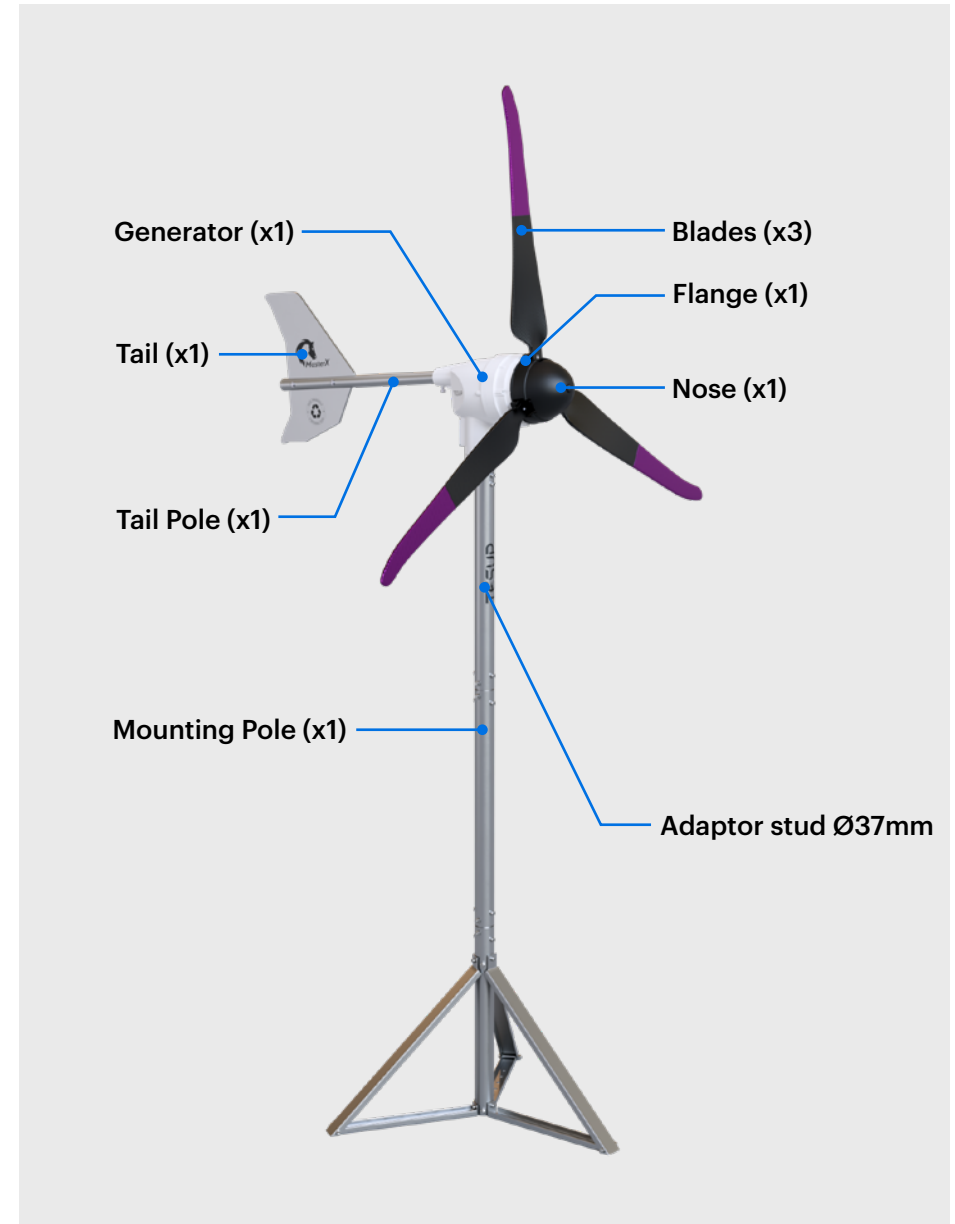 Generator (x1)
Blades (x3)
Flange (x1)
Tail (x1)
Nose (x1)
Tail Pole (x1)
Mounting Pole (x1)
Adaptor stud Ø37mm